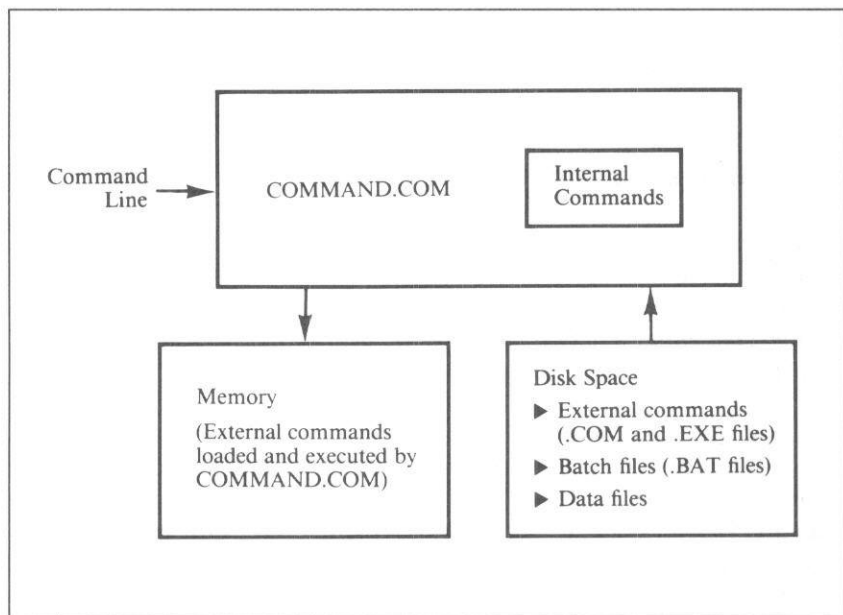 Command
Line
COMMAND.COM
Internal
Commands
Memory
(External commands
loaded and executed by
COMMAND.COM)
Disk Space
▶ External commands
(.COM and .EXE files)
▶ Batch files (.BAT files)
▶ Data files